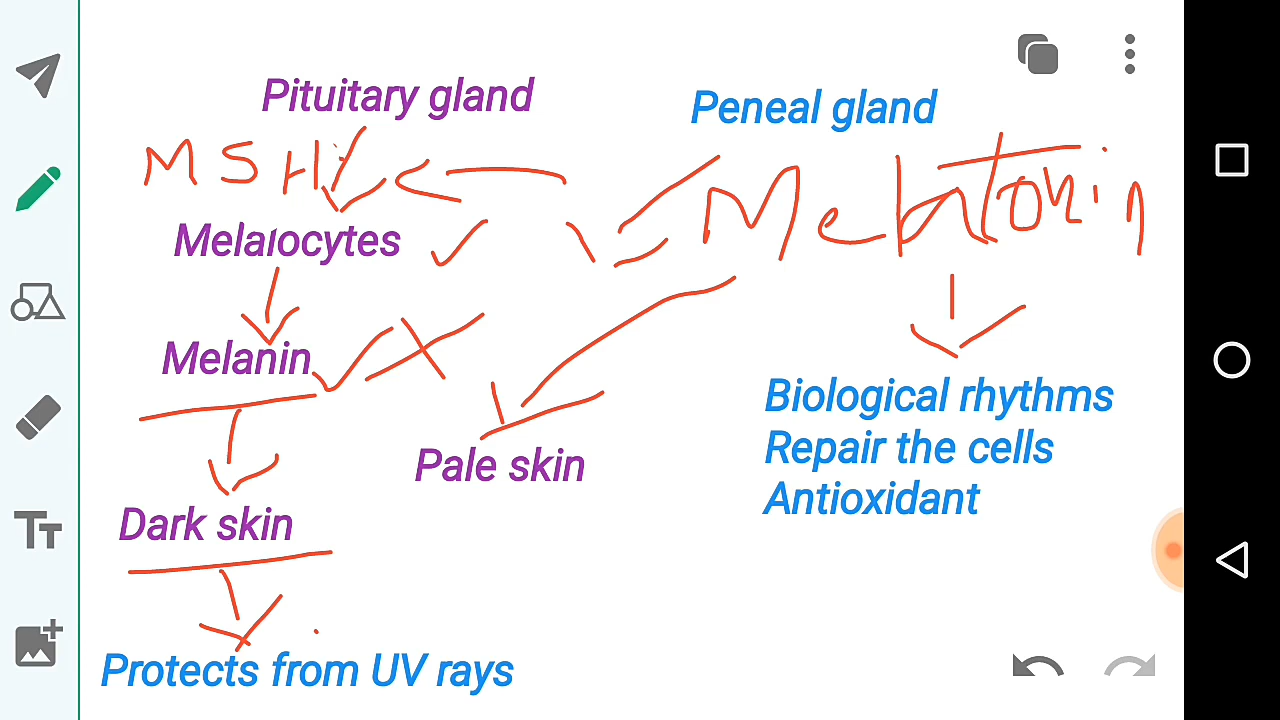 Pituitary gland
Peneal gland
MSH
Melatonin
Melanocytes
Melanin
Pale skin
Dark skin
Protects from UV rays
Biological rhythms
Repair the cells
Antioxidant